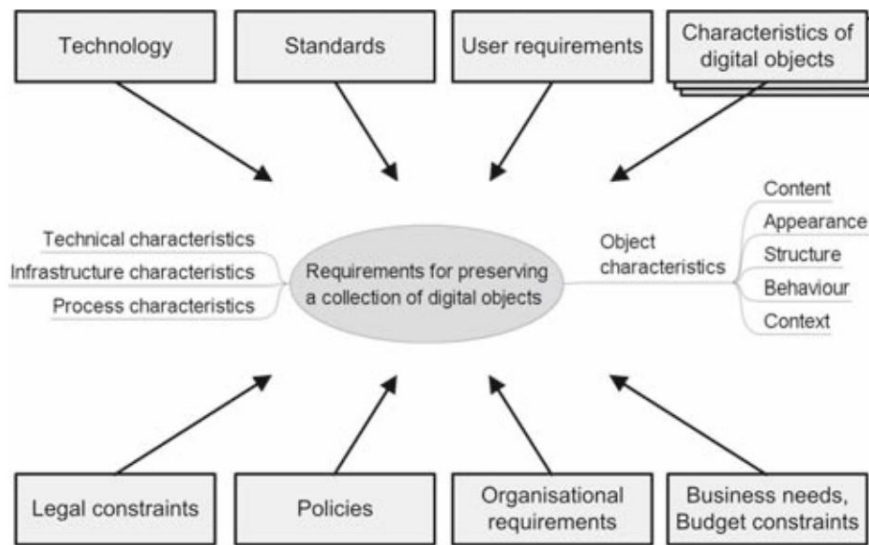 Technology
Standards
User requirements
Characteristics of
digital objects
Technical characteristics
Infrastructure characteristics
Process characteristics
Requirements for preserving
a collection of digital objects
Object
characteristics
Content
Appearance
Structure
Behaviour
Context
Legal constraints
Policies
Organisational
requirements
Business needs,
Budget constraints